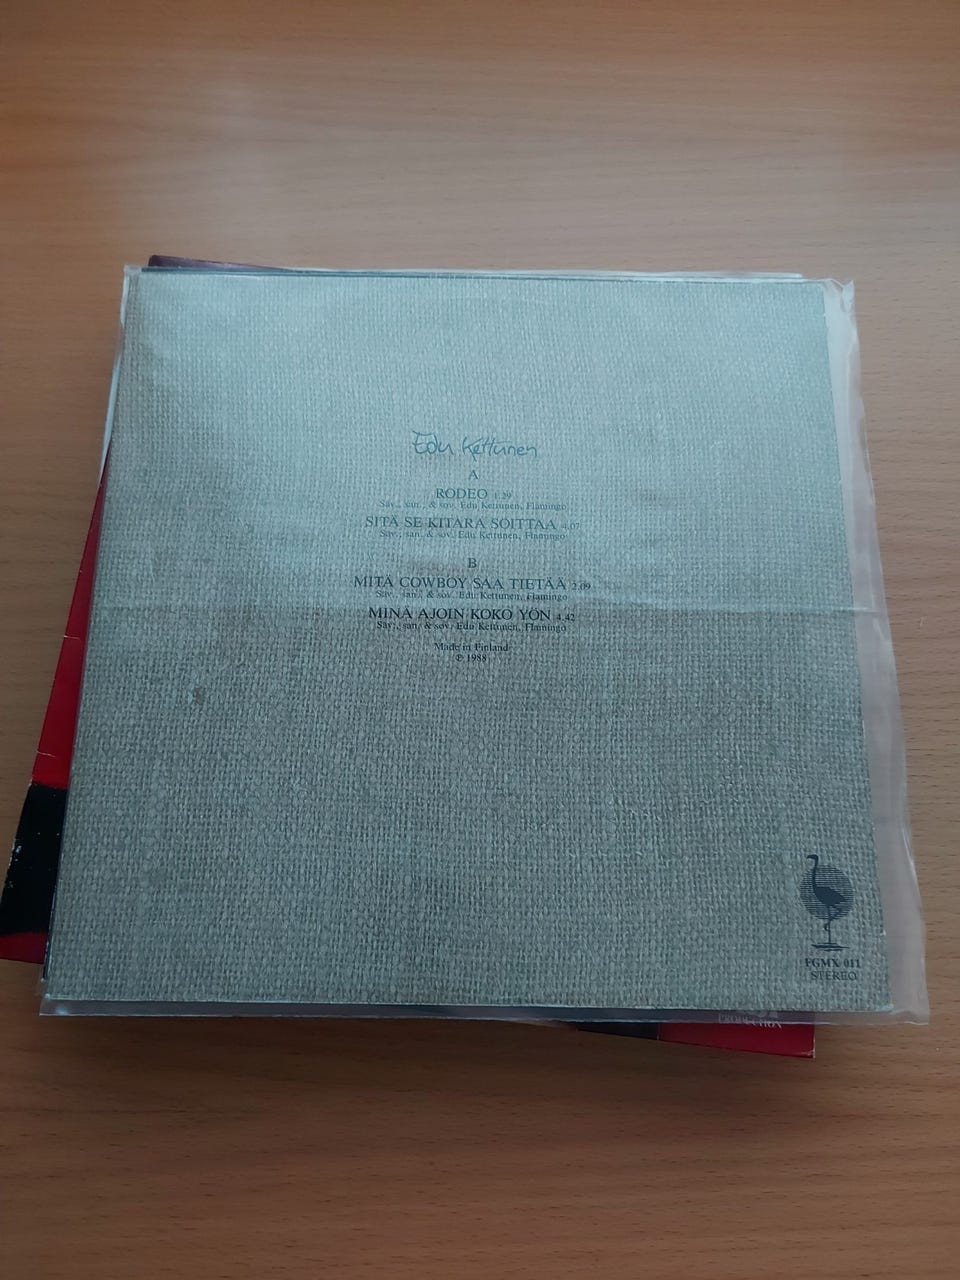 Edu Kettunen
A
RODEO 1.29
Säv., san., & sov. Edu Kettunen, Flamingo
SITÄ SE KITARA SOITTAA 4.07
Säv., san., & sov. Edu Kettunen, Flamingo
B
MITÄ COWBOY SAA TIETÄÄ 2.09
Säv., san., & sov. Edu Kettunen, Flamingo
MINÄ AJOIN KOKO YÖN 4.42
Säv., san., & sov. Edu Kettunen, Flamingo
Made in Finland
℗ 1988
FGMX 011
STEREO
PRODUCTION